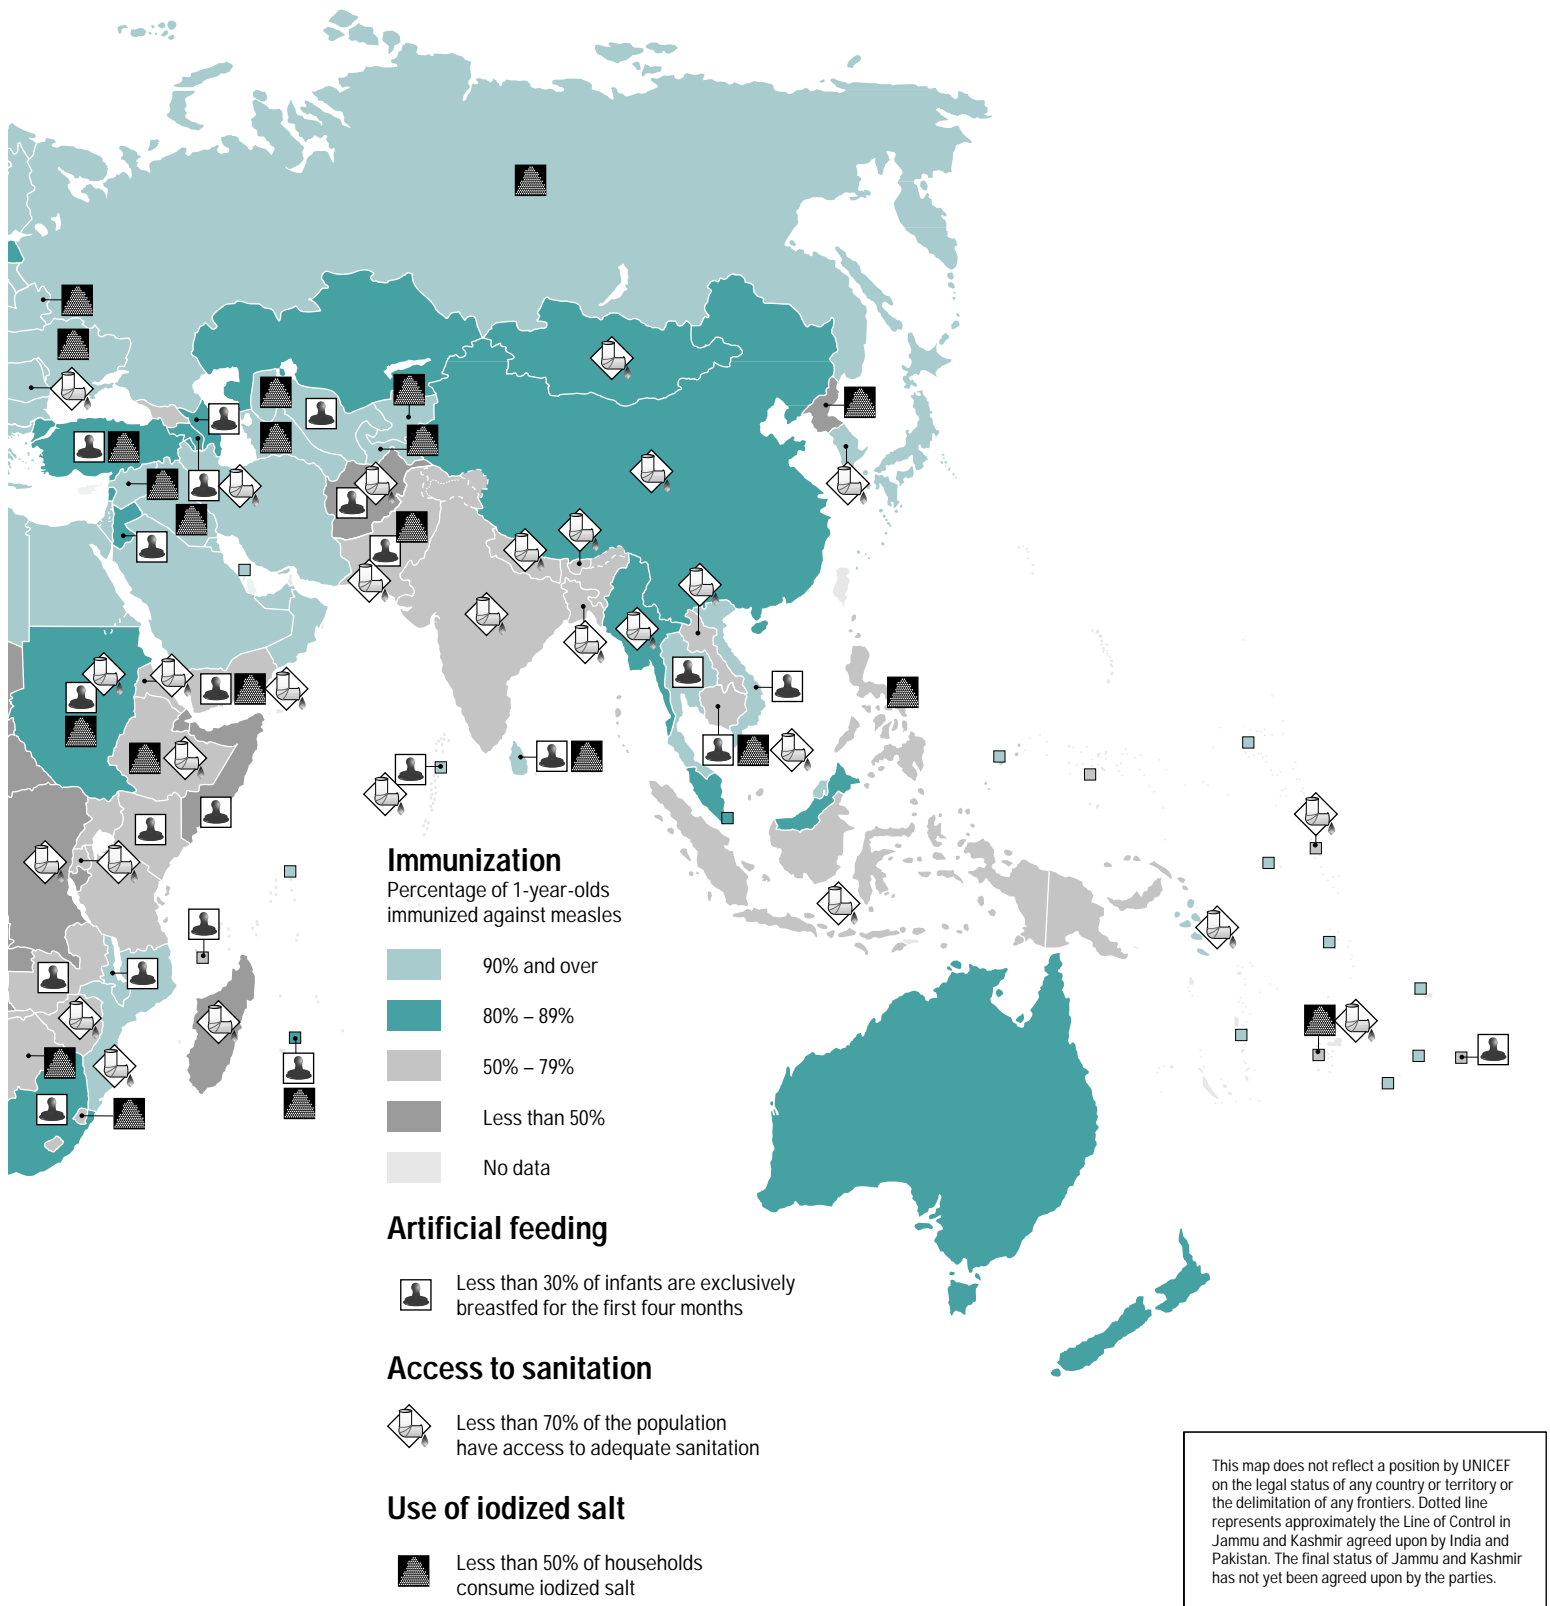 Immunization
Percentage of 1-year-olds
immunized against measles
90% and over
80% – 89%
50% – 79%
Less than 50%
No data
Artificial feeding
Less than 30% of infants are exclusively
breastfed for the first four months
Access to sanitation
Less than 70% of the population
have access to adequate sanitation
Use of iodized salt
Less than 50% of households
consume iodized salt
This map does not reflect a position by UNICEF
on the legal status of any country or territory or
the delimitation of any frontiers. Dotted line
represents approximately the Line of Control in
Jammu and Kashmir agreed upon by India and
Pakistan. The final status of Jammu and Kashmir
has not yet been agreed upon by the parties.